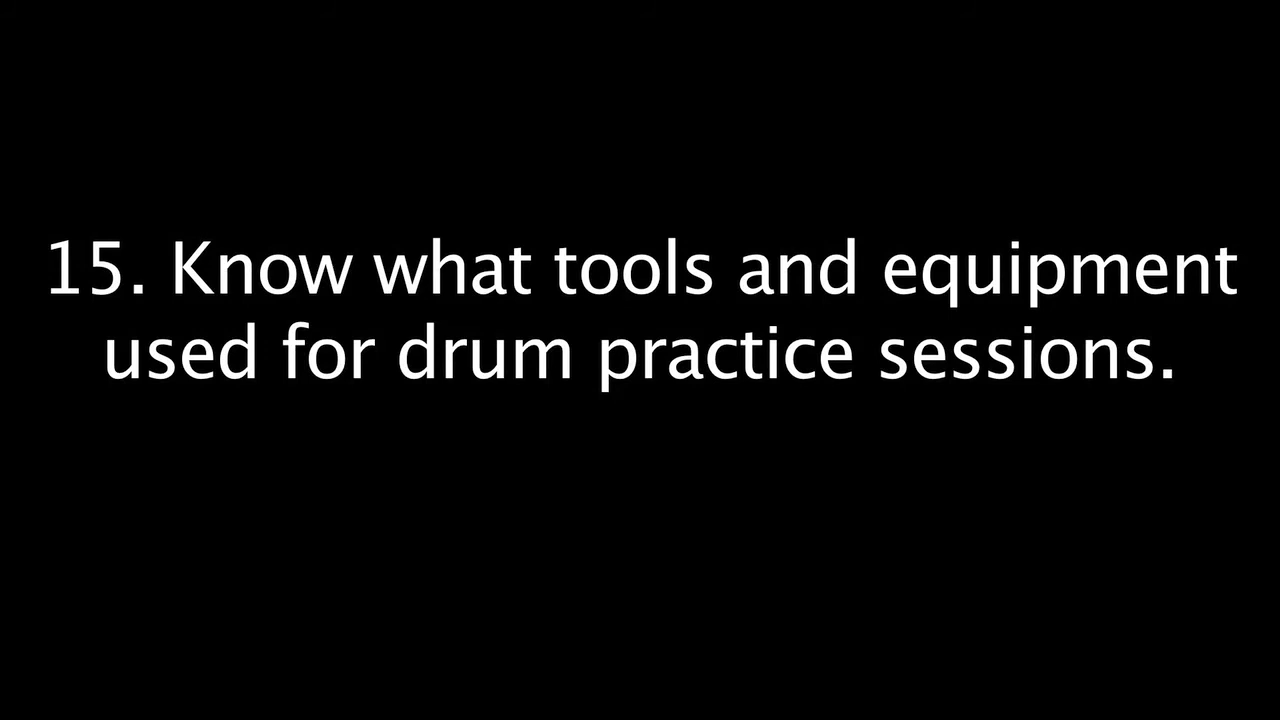 15. Know what tools and equipment
used for drum practice sessions.